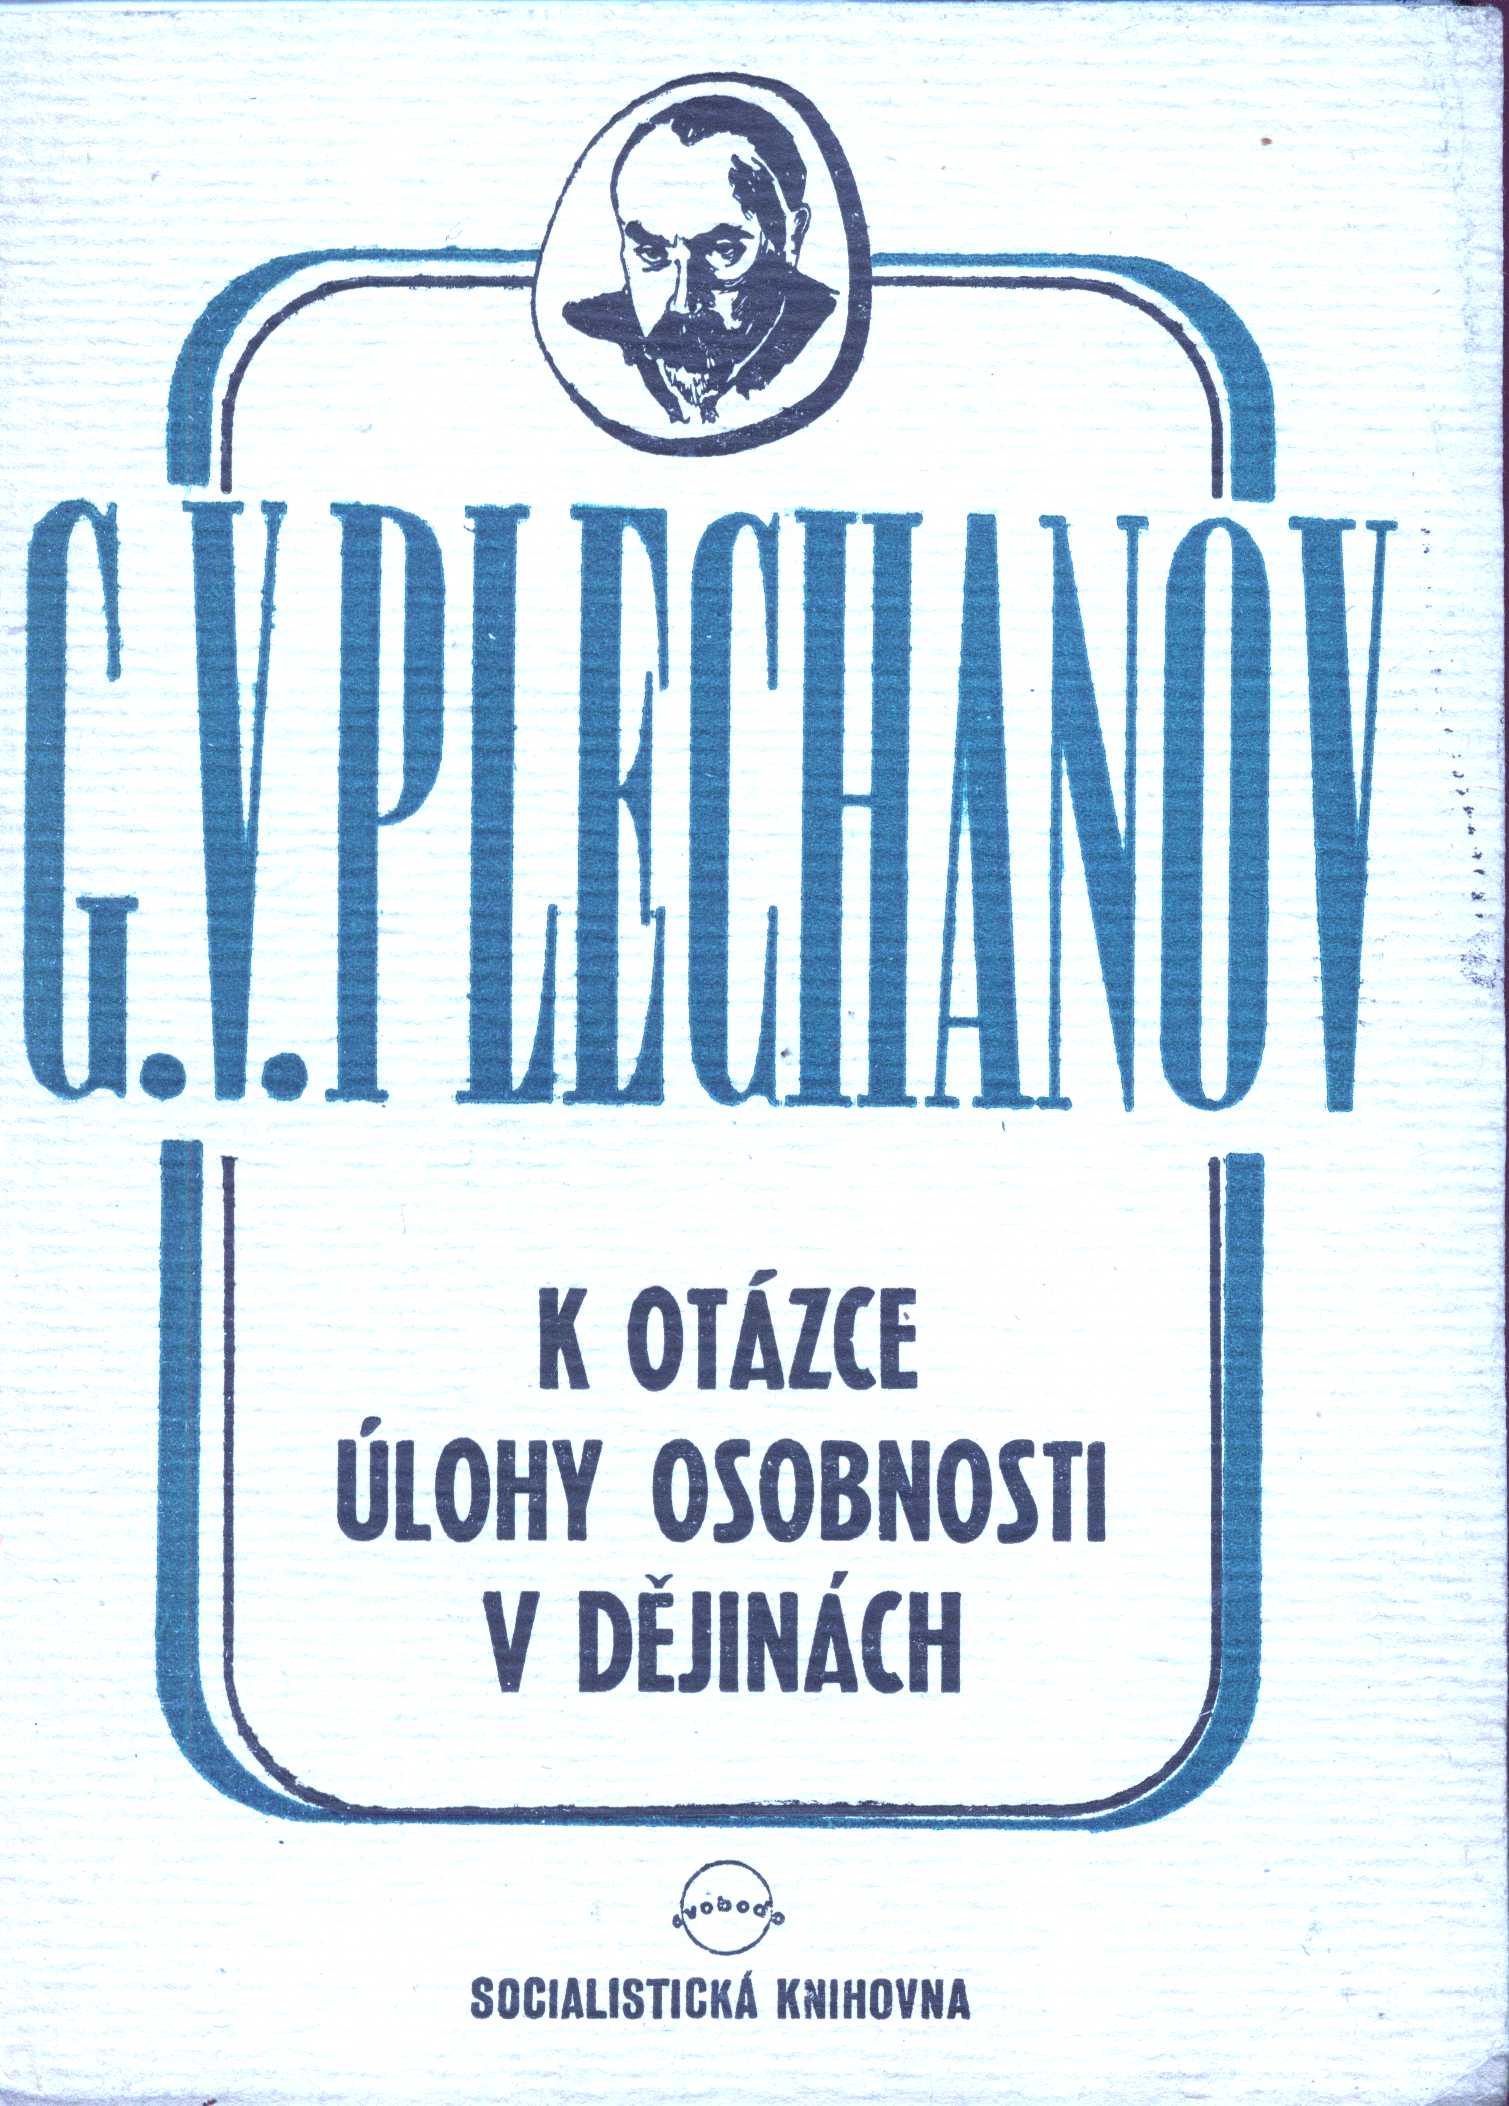 G.V.PLECHANOV
K OTÁZCE
ÚLOHY OSOBNOSTI
V DĚJINÁCH
svoboda
SOCIALISTICKÁ KNIHOVNA